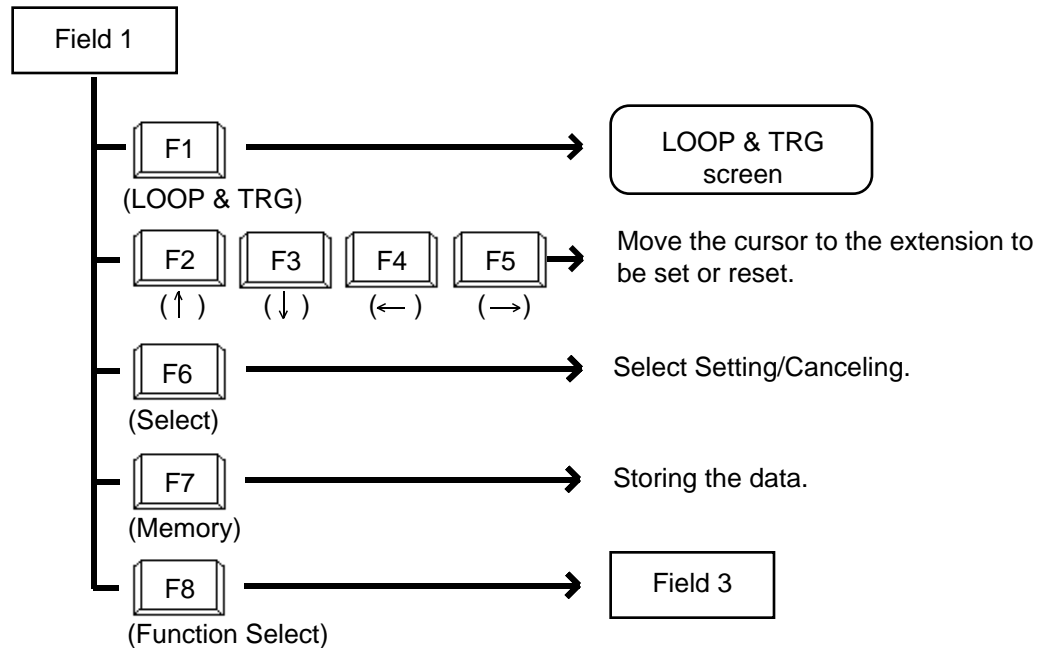 Field 1
F1
LOOP & TRG
screen
(LOOP & TRG)
F2 F3 F4 F5
Move the cursor to the extension to
be set or reset.
(↑) (↓) (←) (→)
F6
Select Setting/Canceling.
(Select)
F7
Storing the data.
(Memory)
F8
Field 3
(Function Select)